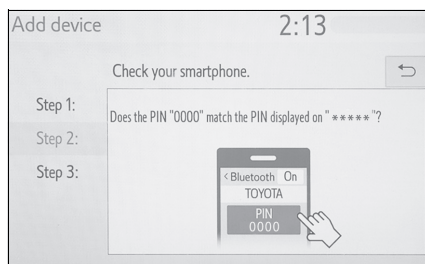 Add device
2:13
Check your smartphone.
Step 1:
Does the PIN "0000" match the PIN displayed on " ***** "?
Step 2:
Step 3:
< Bluetooth On
TOYOTA
PIN
0000